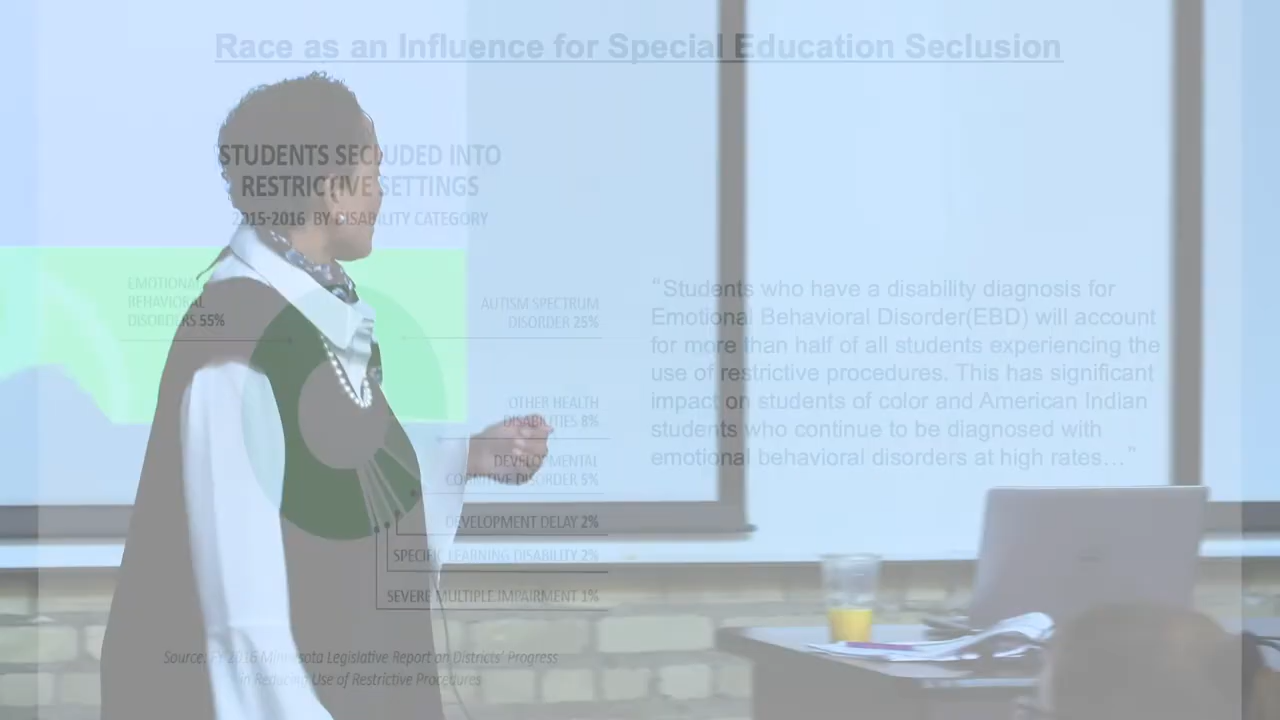 Race as an Influence for Special Education Seclusion
STUDENTS SECLUDED INTO
RESTRICTIVE SETTINGS
2015-2016 BY DISABILITY CATEGORY
EMOTIONAL
BEHAVIORAL
DISORDERS 55%
AUTISM SPECTRUM
DISORDER 25%
OTHER HEALTH
DISABILITIES 8%
DEVELOPMENTAL
COGNITIVE DISORDER 5%
DEVELOPMENT DELAY 2%
SPECIFIC LEARNING DISABILITY 2%
SEVERE MULTIPLE IMPAIRMENT 1%
Source: FY 2016 Minnesota Legislative Report on Districts' Progress
in Reducing Use of Restrictive Procedures
“Students who have a disability diagnosis for
Emotional Behavioral Disorder(EBD) will account
for more than half of all students experiencing the
use of restrictive procedures. This has significant
impact on students of color and American Indian
students who continue to be diagnosed with
emotional behavioral disorders at high rates…”